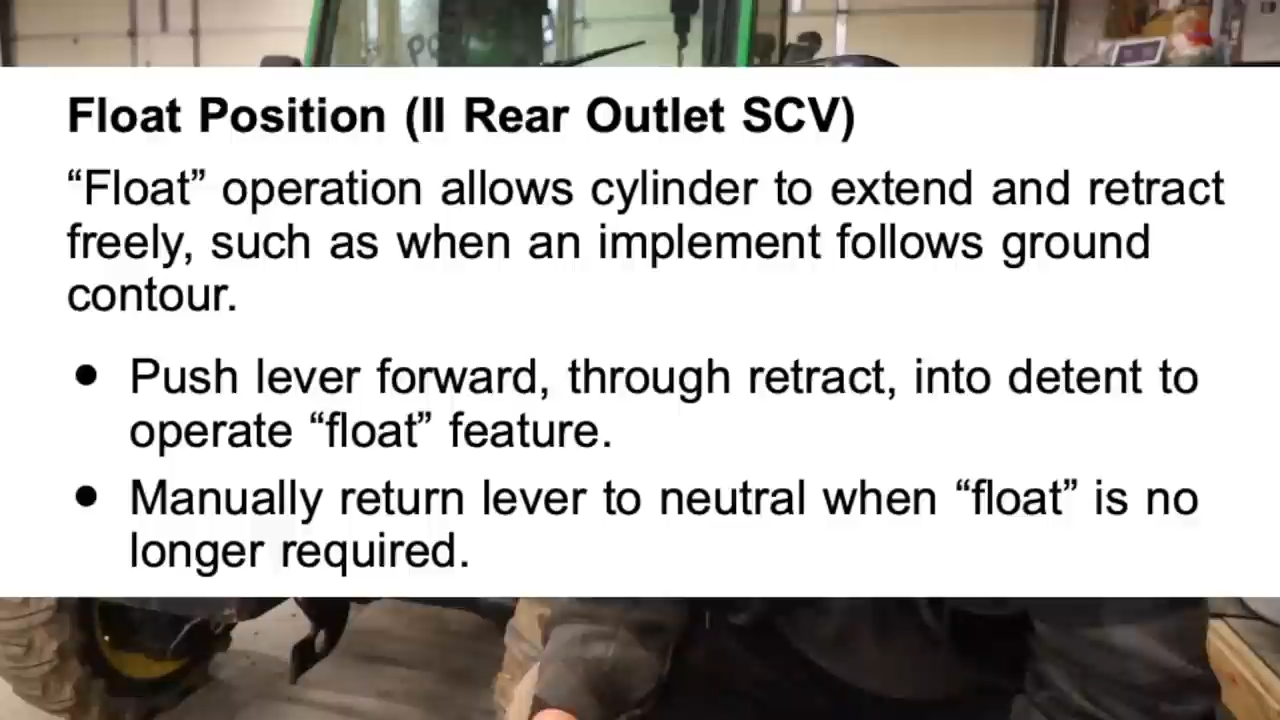 Float Position (II Rear Outlet SCV)
“Float” operation allows cylinder to extend and retract
freely, such as when an implement follows ground
contour.
● Push lever forward, through retract, into detent to
operate “float” feature.
● Manually return lever to neutral when “float” is no
longer required.